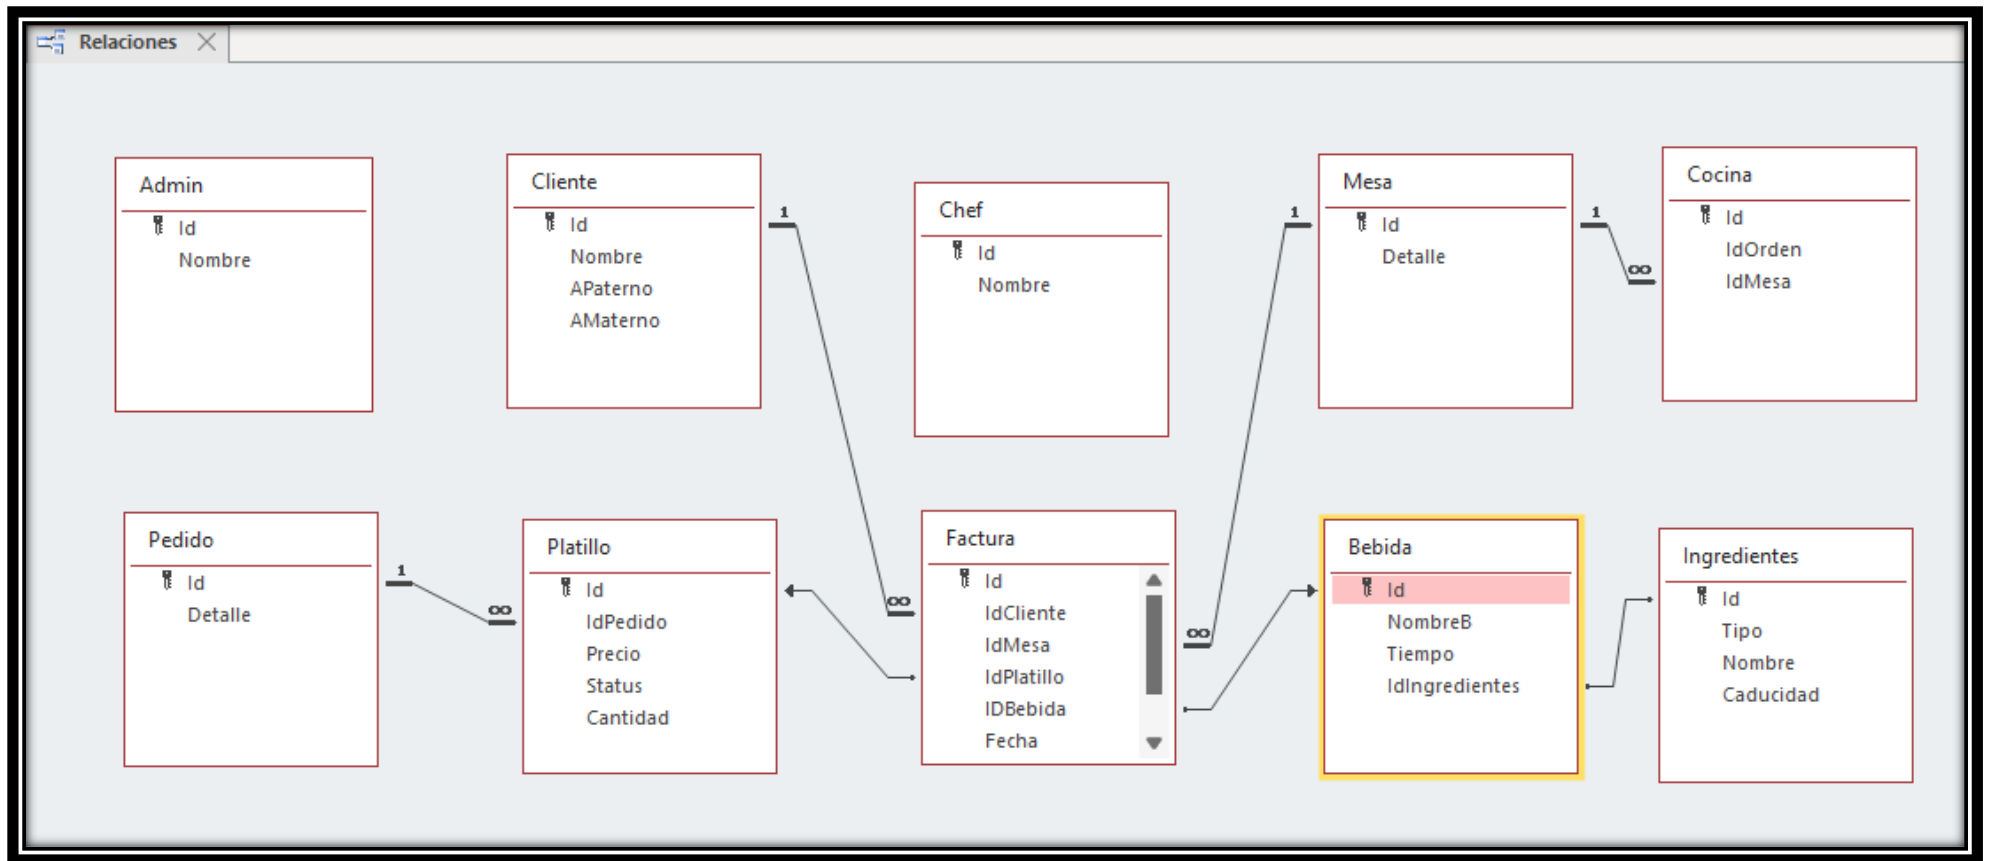 Relaciones
Admin
Id
Nombre
Cliente
Id
Nombre
APaterno
AMaterno
Chef
Id
Nombre
Mesa
Id
Detalle
Cocina
Id
IdOrden
IdMesa
1
∞
1
1
∞
∞
Pedido
Id
Detalle
1
∞
Platillo
Id
IdPedido
Precio
Status
Cantidad
Factura
Id
IdCliente
IdMesa
IdPlatillo
IDBebida
Fecha
Bebida
Id
NombreB
Tiempo
IdIngredientes
Ingredientes
Id
Tipo
Nombre
Caducidad